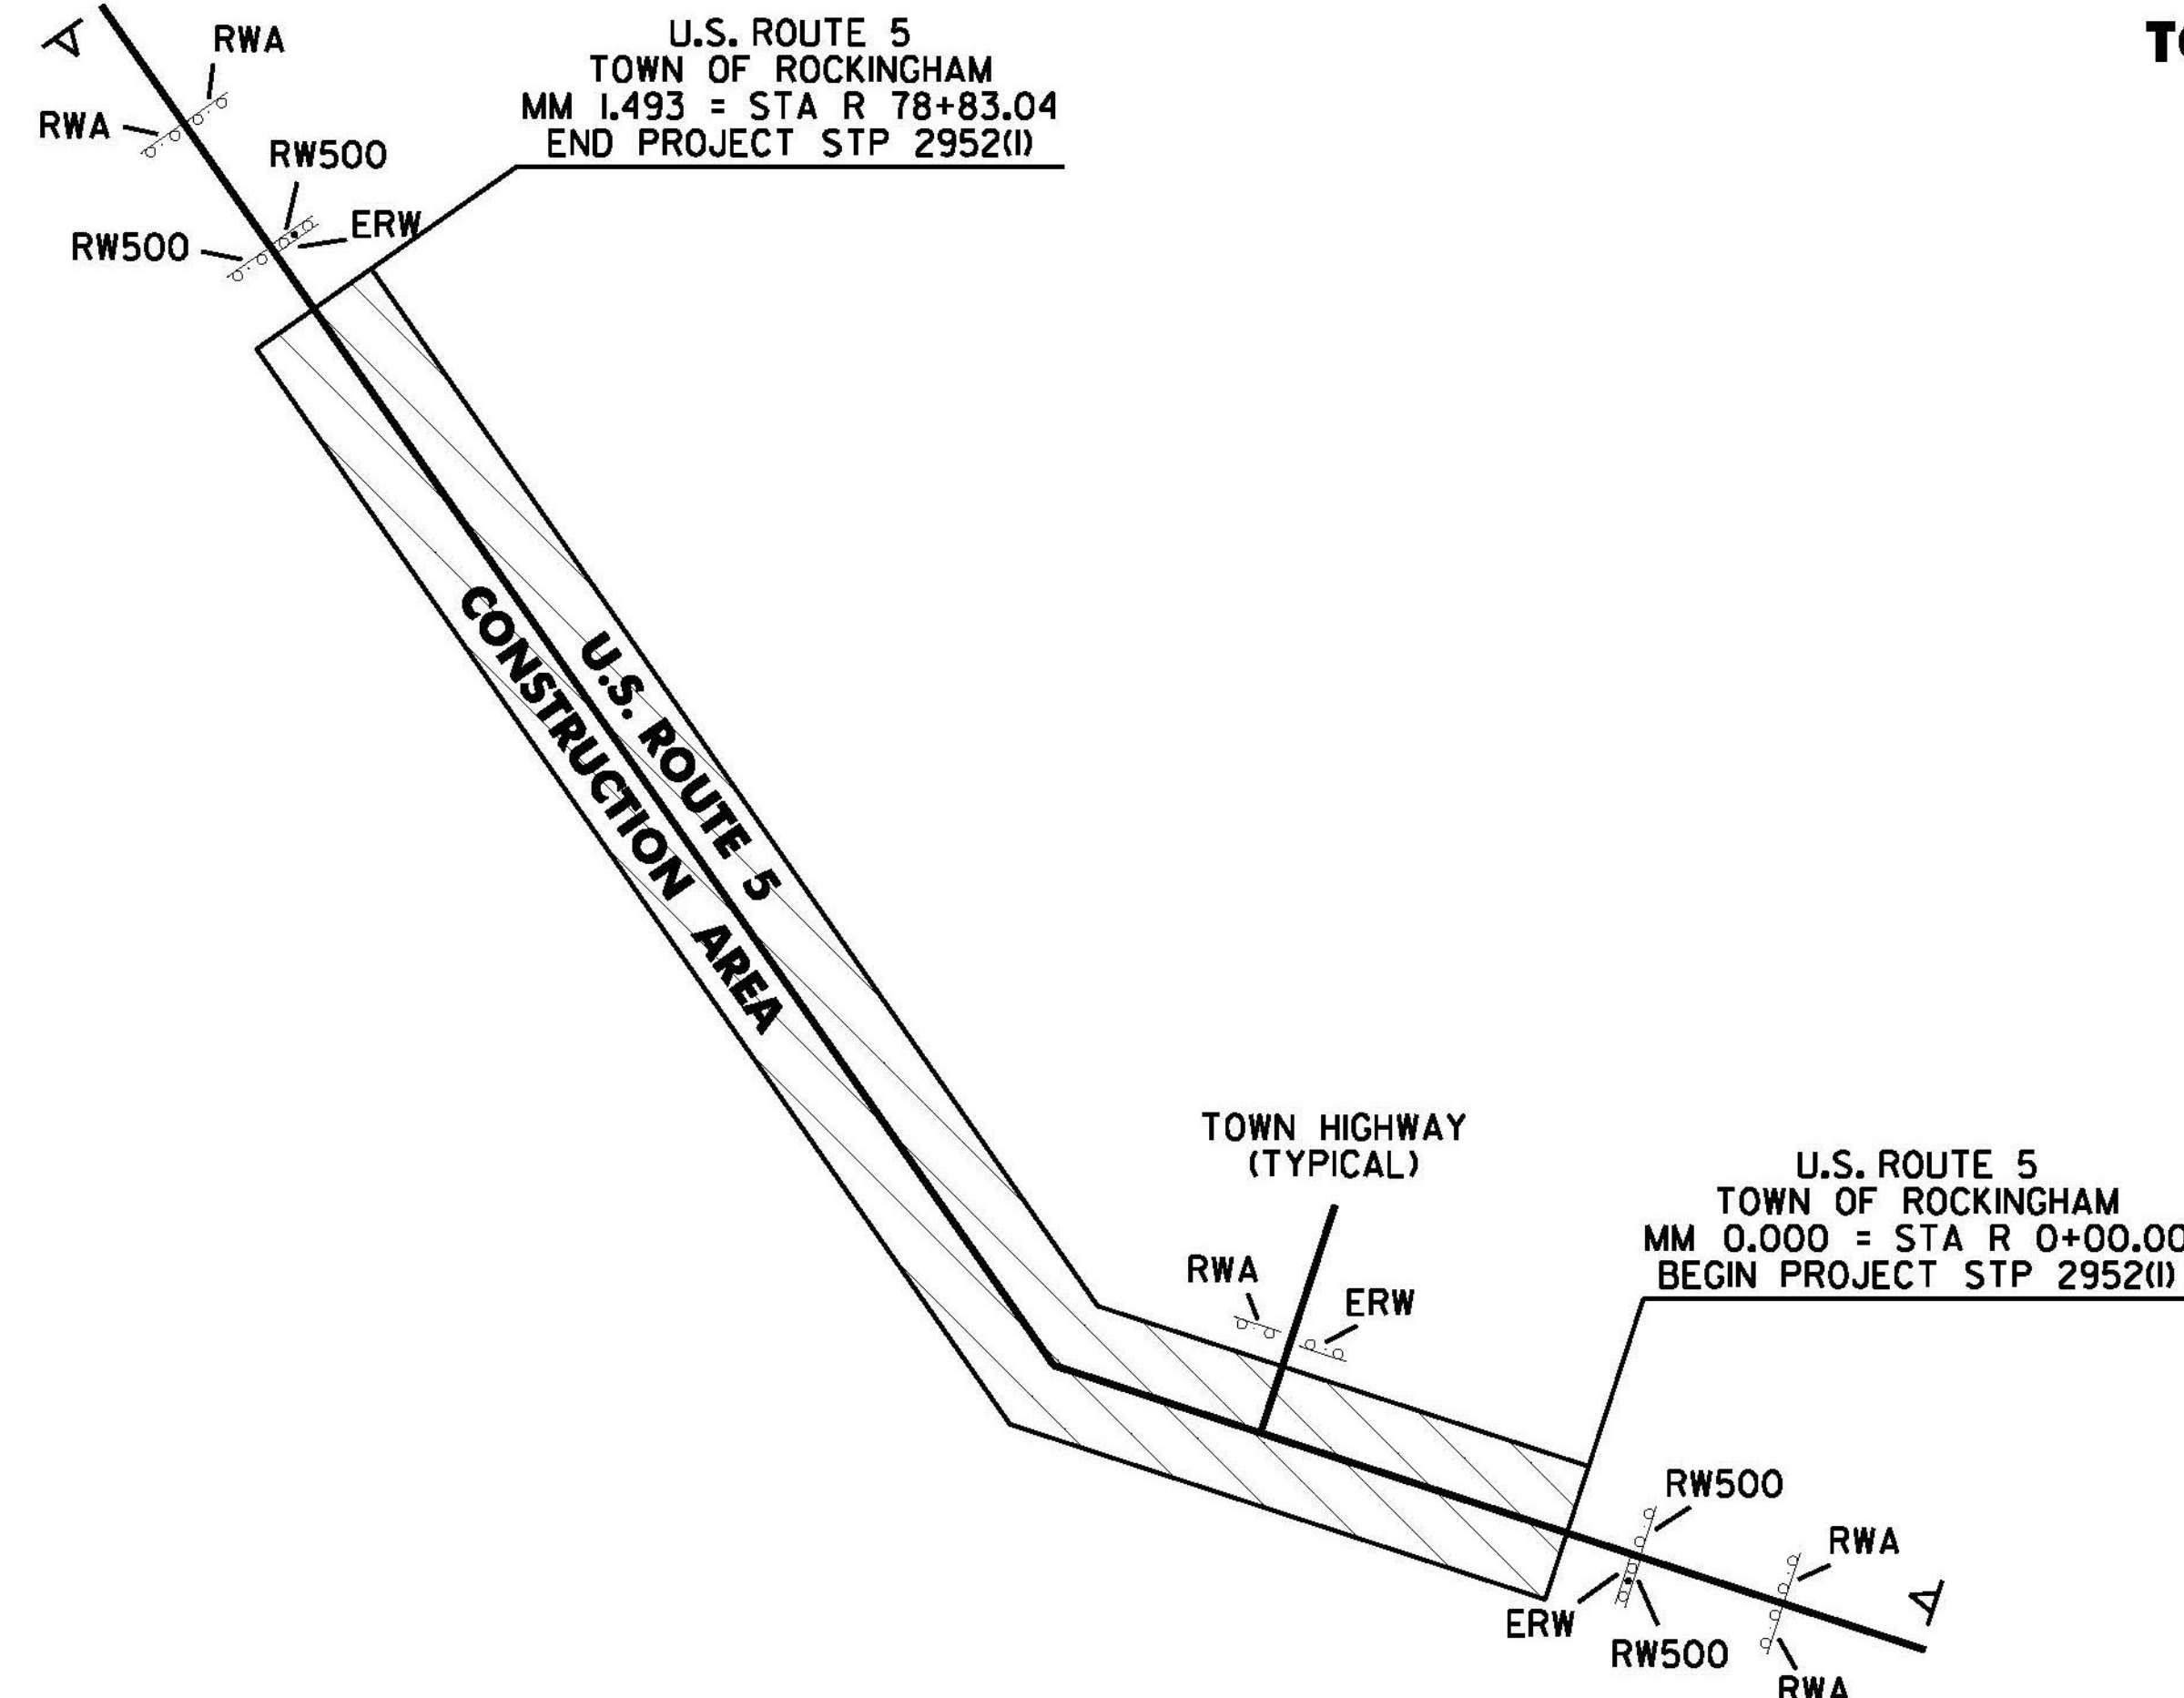 RWA
RWA
U.S. ROUTE 5
TOWN OF ROCKINGHAM
MM 1.493 = STA R 78+83.04
END PROJECT STP 2952(1)
RW500
ERW
RW500
U.S. ROUTE 5
CONSTRUCTION AREA
TOWN HIGHWAY
(TYPICAL)
RWA
ERW
U.S. ROUTE 5
TOWN OF ROCKINGHAM
MM 0.000 = STA R 0+00.00
BEGIN PROJECT STP 2952(1)
RW500
RWA
ERW
RW500
RWA
A
A